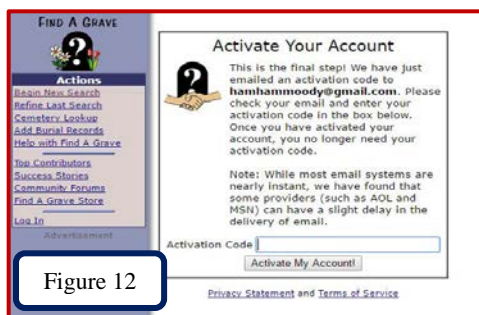 FIND A GRAVE
Actions
Begin New Search
Refine Last Search
Cemetery Lookup
Add Burial Records
Help with Find A Grave
Top Contributors
Success Stories
Community Forums
Find A Grave Store
Log In
Advertisement
Activate Your Account
This is the final step! We have just
emailed an activation code to
hamhammoody@gmail.com. Please
check your email and enter your
activation code in the box below.
Once you have activated your
account, you no longer need your
activation code.
Note: While most email systems are
nearly instant, we have found that
some providers (such as AOL and
MSN) can have a slight delay in the
delivery of email.
Activation Code
Activate My Account!
Privacy Statement and Terms of Service
Figure 12